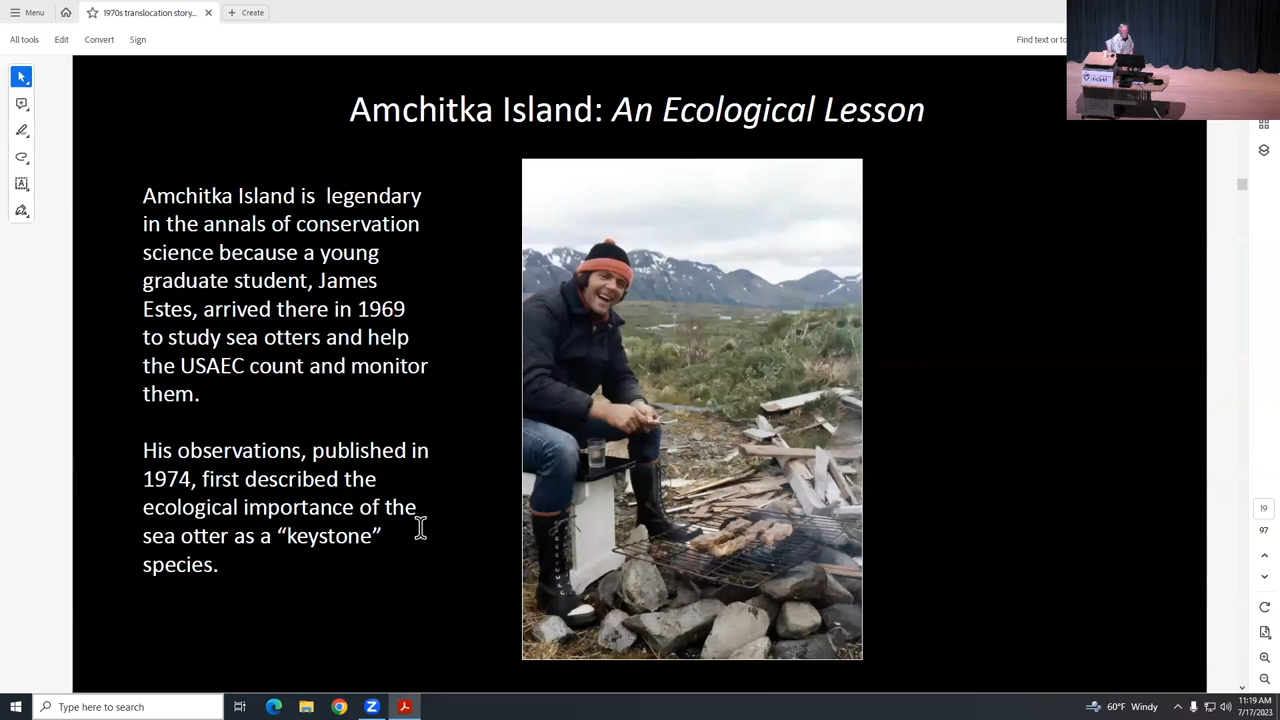 Menu
1970s translocation story...
Create
All tools
Edit
Convert
Sign
Find text or to
Amchitka Island: An Ecological Lesson
Amchitka Island is legendary
in the annals of conservation
science because a young
graduate student, James
Estes, arrived there in 1969
to study sea otters and help
the USAEC count and monitor
them.
His observations, published in
1974, first described the
ecological importance of the
sea otter as a “keystone”
species.
19
97
Type here to search
60°F Windy
11:19 AM
7/17/2023